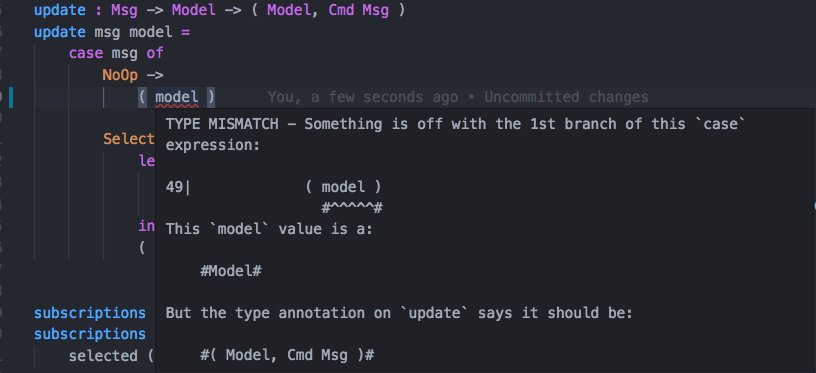 update : Msg -> Model -> ( Model, Cmd Msg )
update msg model =
case msg of
NoOp ->
( model ) You, a few seconds ago • Uncommitted changes
TYPE MISMATCH - Something is off with the 1st branch of this `case`
expression:
Select
le
49| ( model )
#^^^^^#
in
This `model` value is a:
(
#Model#
subscriptions
But the type annotation on `update` says it should be:
subscriptions
selected (
#( Model, Cmd Msg )#